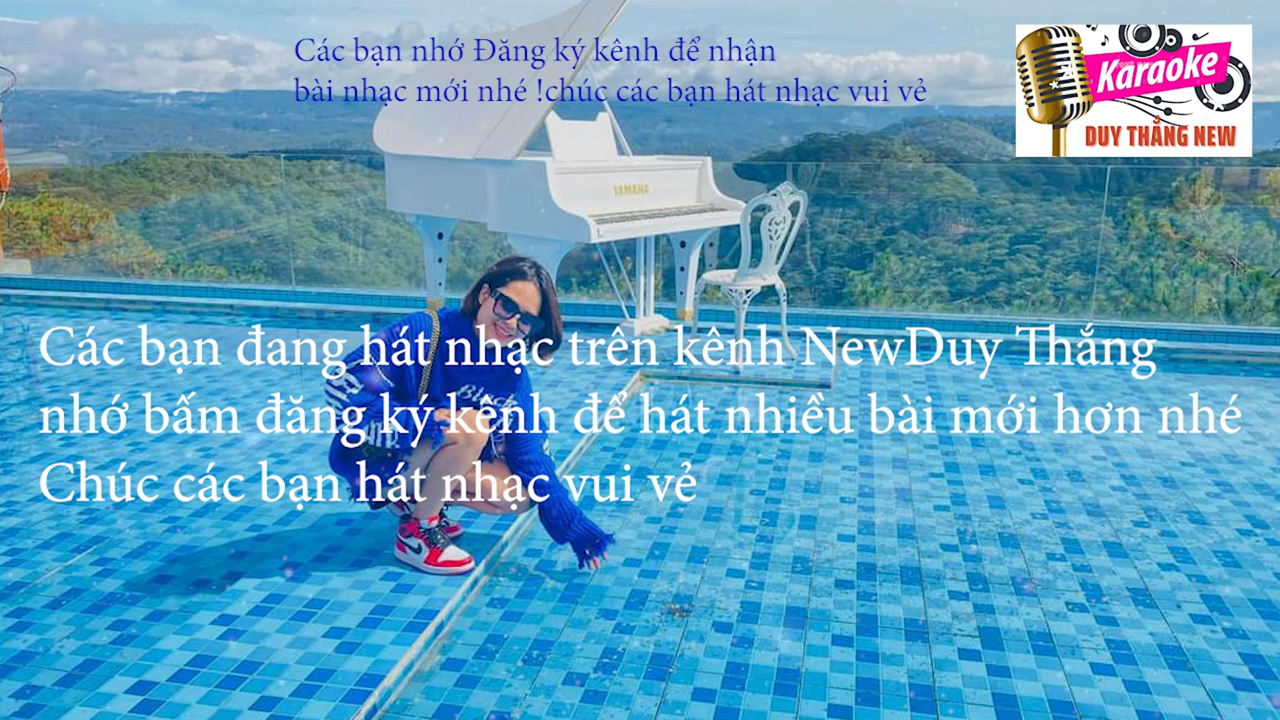 Các bạn nhớ Đăng ký kênh để nhận
bài nhạc mới nhé !chúc các bạn hát nhạc vui vẻ
Karaoke
DUY THẮNG NEW
YAMAHA
Các bạn đang hát nhạc trên kênh NewDuy Thắng
nhớ bấm đăng ký kênh để hát nhiều bài mới hơn nhé
Chúc các bạn hát nhạc vui vẻ